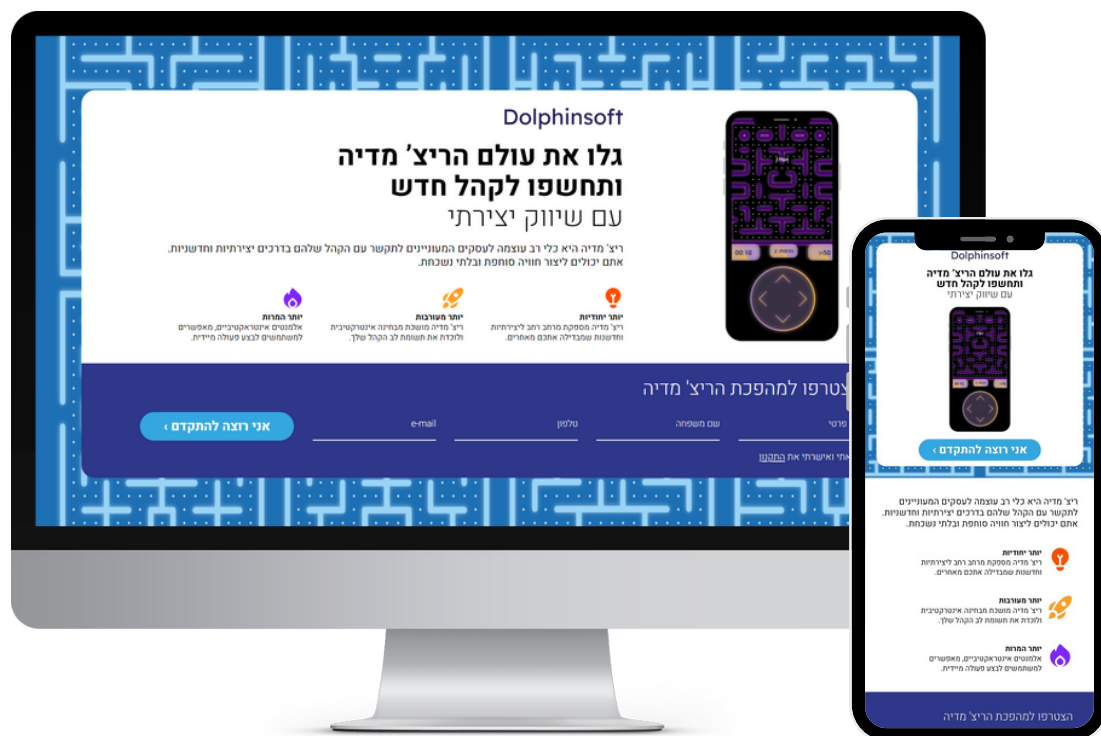 Dolphinsoft
גלו את עולם הריצ' מדיה
ותחשפו לקהל חדש
עם שיווק יצירתי
ריצ' מדיה היא כלי רב עוצמה לעסקים המעוניינים לתקשר עם הקהל שלהם בדרכים יצירתיות וחדשניות.
אתם יכולים ליצור חוויה סוחפת ובלתי נשכחת.
יותר יחודיות
ריצ' מדיה מספקת מרחב רחב ליצירתיות
וחדשנות שמבדילה אתכם מאחרים.
יותר מעורבות
ריצ' מדיה מושכת מבחינה אינטרקטיבית
ולוכדת את תשומת לב הקהל שלך.
יותר המרות
אלמנטים אינטראקטיביים, מאפשרים
למשתמשים לבצע פעולה מיידית.
צטרפו למהפכת הריצ' מדיה
פרטי
שם משפחה
טלפון
e-mail
אני רוצה להתקדם ›
אתי ואישרתי את התקנון
00:10
Dolphinsoft
גלו את עולם הריצ' מדיה
ותחשפו לקהל חדש
עם שיווק יצירתי
אני רוצה להתקדם ›
ריצ' מדיה היא כלי רב עוצמה לעסקים המעוניינים
לתקשר עם הקהל שלהם בדרכים יצירתיות וחדשניות.
אתם יכולים ליצור חוויה סוחפת ובלתי נשכחת.
יותר יחודיות
ריצ' מדיה מספקת מרחב רחב ליצירתיות
וחדשנות שמבדילה אתכם מאחרים.
יותר מעורבות
ריצ' מדיה מושכת מבחינה אינטרקטיבית
ולוכדת את תשומת לב הקהל שלך.
יותר המרות
אלמנטים אינטראקטיביים, מאפשרים
למשתמשים לבצע פעולה מיידית.
הצטרפו למהפכת הריצ' מדיה